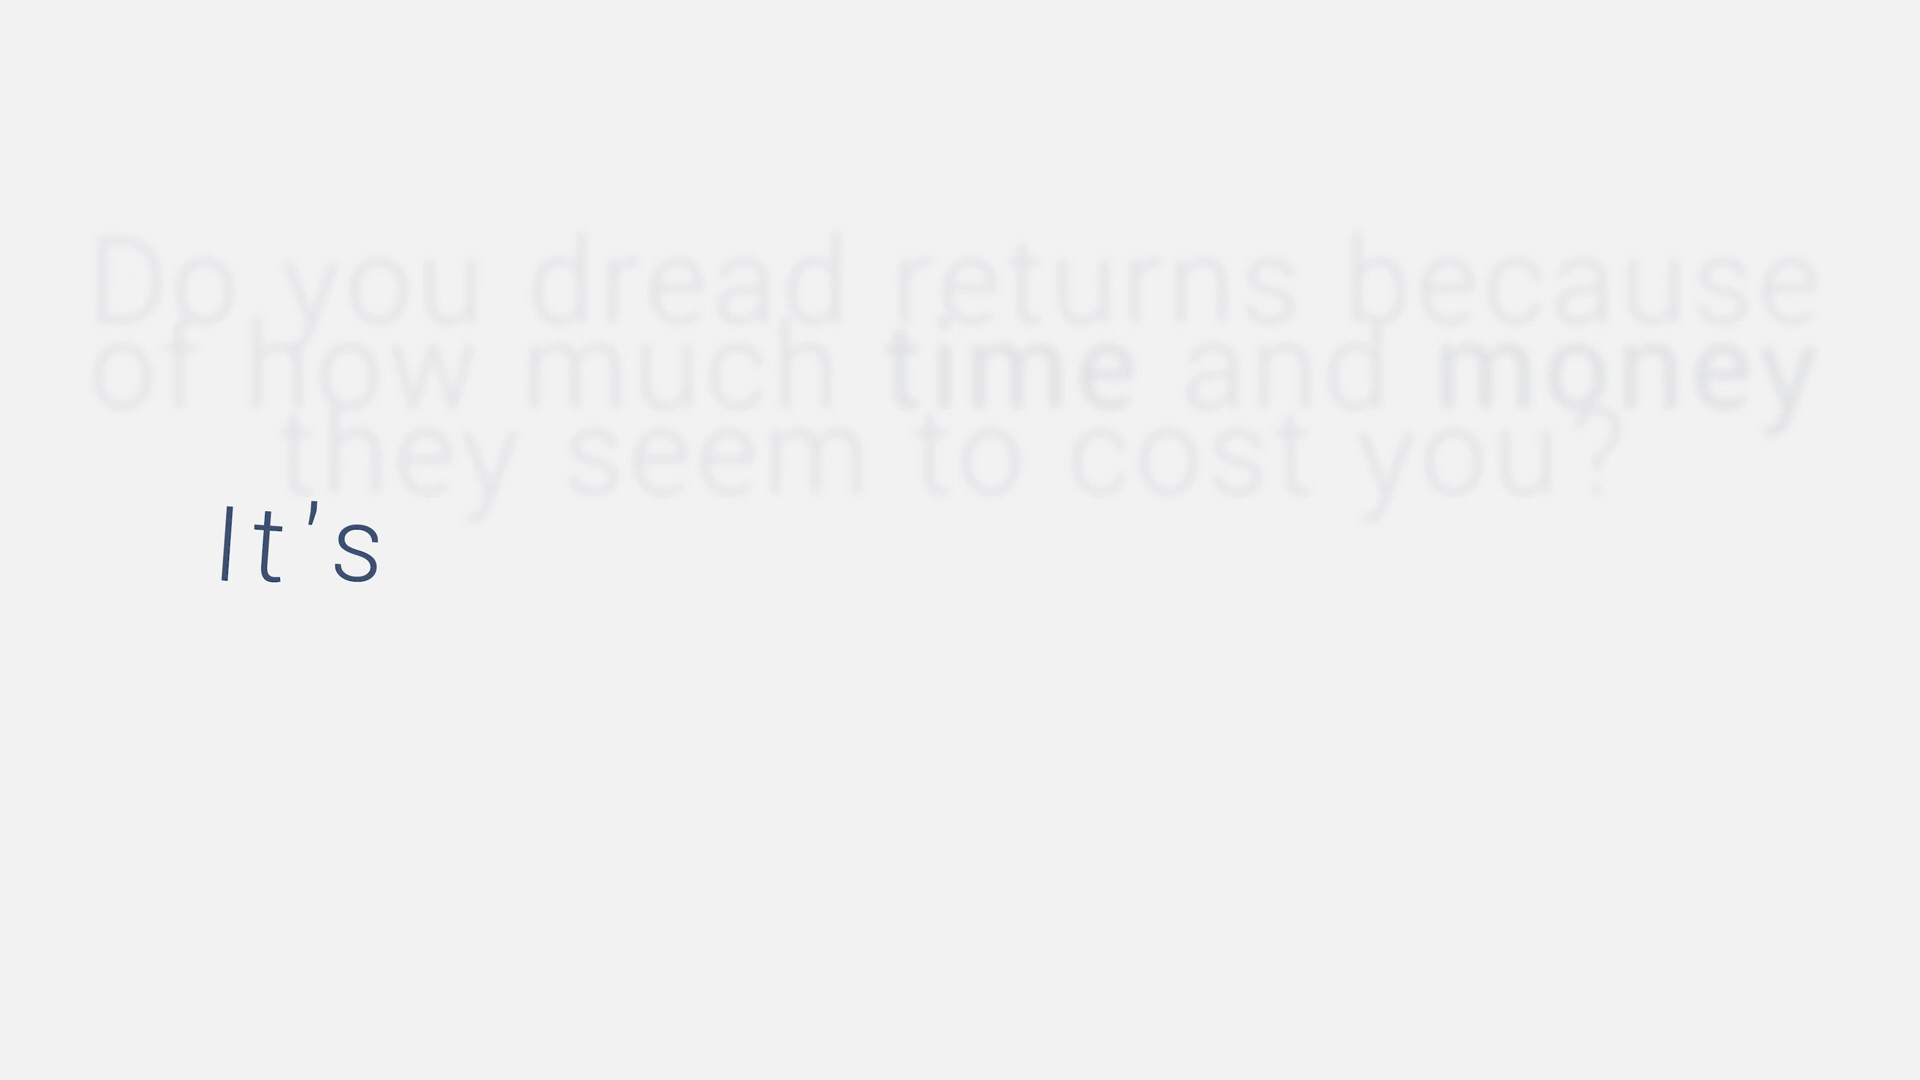 Do you dread returns because
of how much time and money
they seem to cost you?
It's